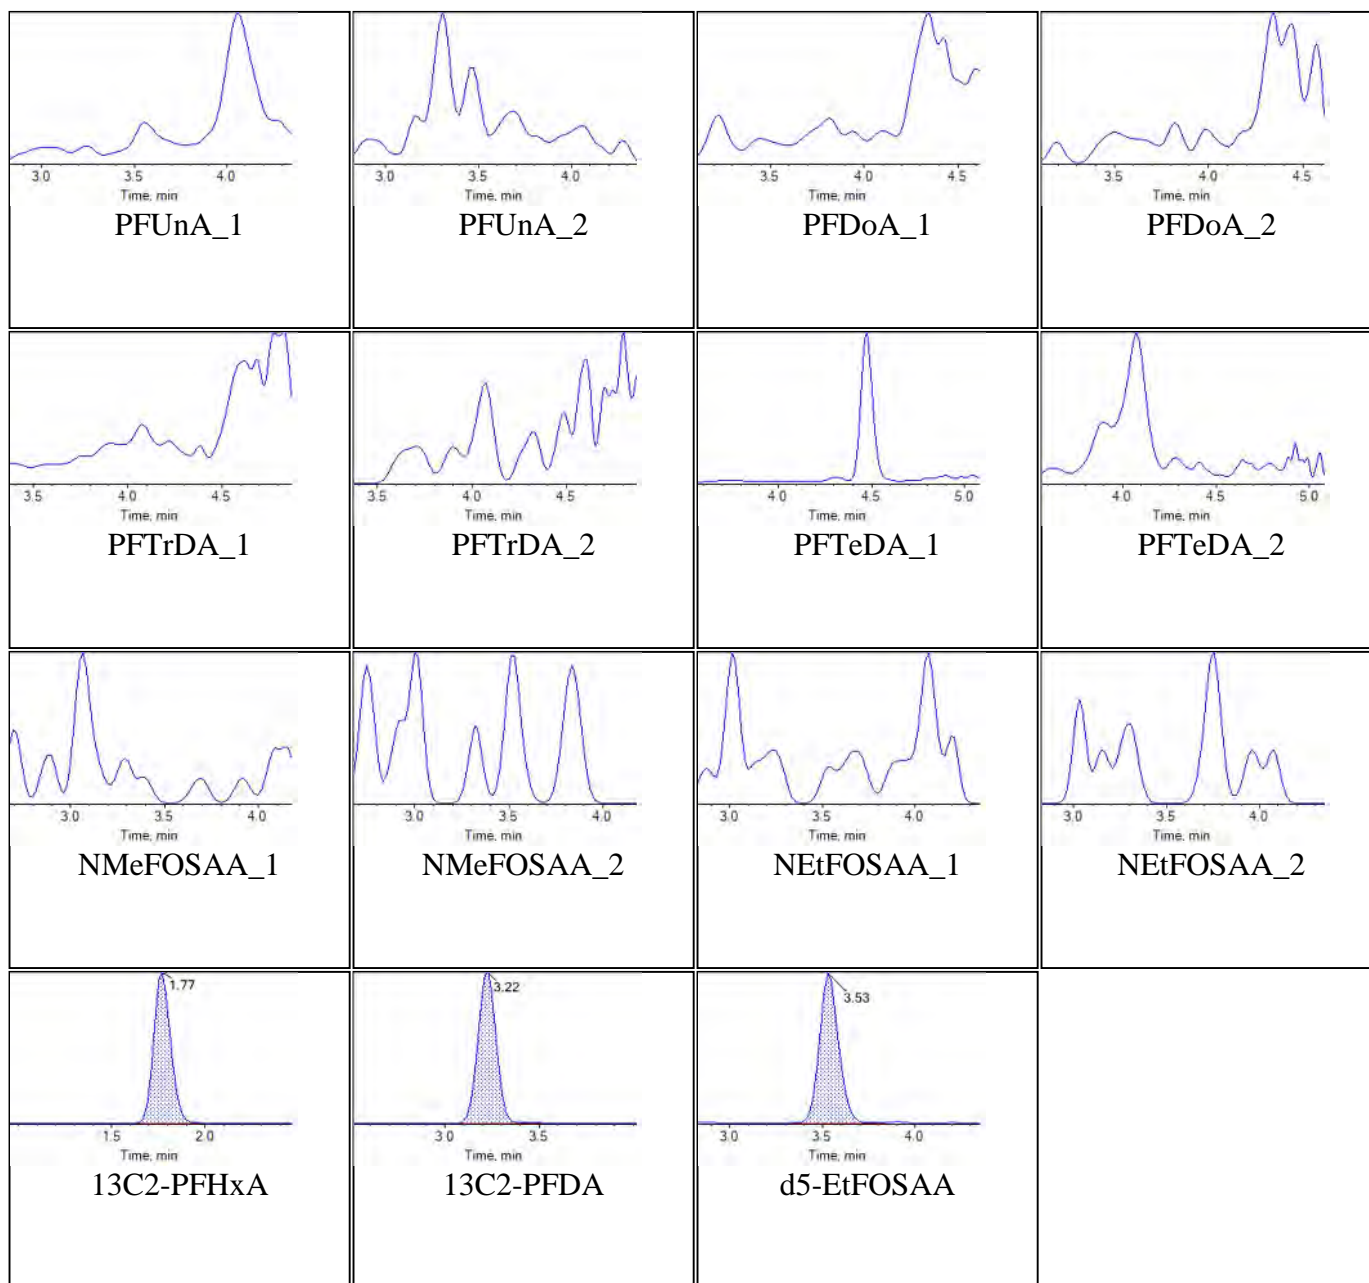 3.0 4.0
Time, min
PFUnA_1
3.0 3.5 4.0
Time, min
PFUnA_2
3.5 4.0 4.5
Time, min
PFDoA_1
3.5 4.0 4.5
Time, min
PFDoA_2
3.5 4.0 4.5
Time, min
PFTrDA_1
3.5 4.0 4.5
Time, min
PFTrDA_2
4.0 4.5 5.0
Time, min
PFTeDA_1
4.0 4.5 5.0
Time, min
PFTeDA_2
3.0 3.5 4.0
Time, min
NMeFOSAA_1
3.0 3.5 4.0
Time, min
NMeFOSAA_2
3.0 3.5 4.0
Time, min
NEtFOSAA_1
3.0 3.5 4.0
Time, min
NEtFOSAA_2
1.77
1.5 2.0
Time, min
13C2-PFHxA
3.22
3.0 3.5
Time, min
13C2-PFDA
3.53
3.0 3.5 4.0
Time, min
d5-EtFOSAA